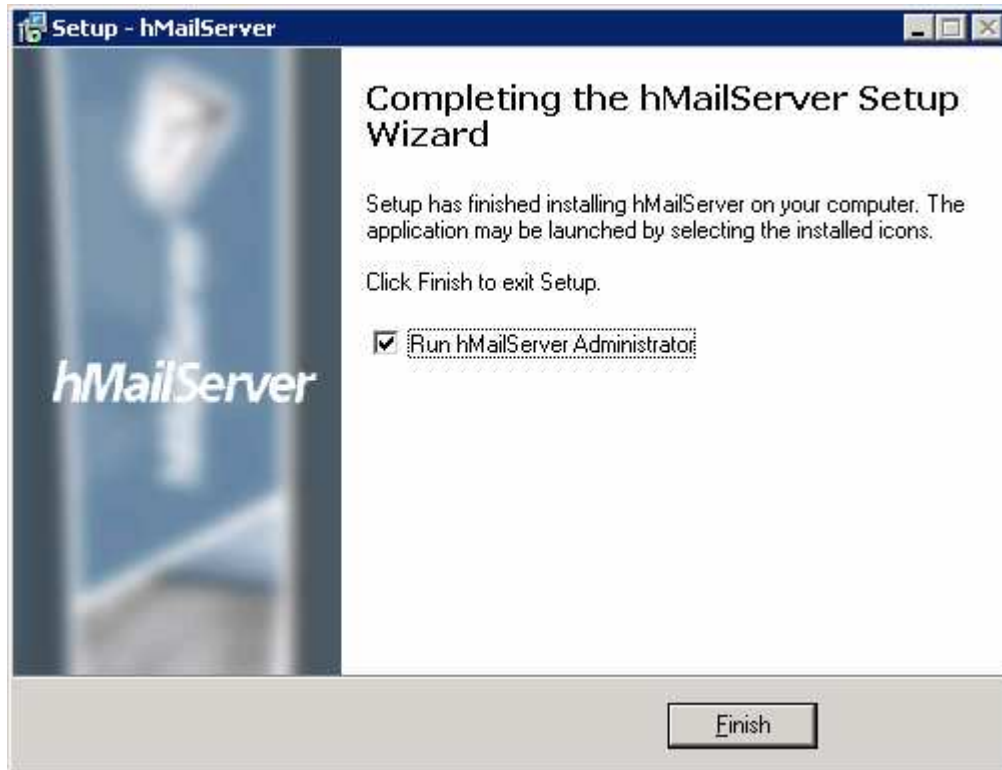 Setup - hMailServer
Completing the hMailServer Setup
Wizard
Setup has finished installing hMailServer on your computer. The
application may be launched by selecting the installed icons.
Click Finish to exit Setup.
Run hMailServer Administrator
hMailServer
Finish